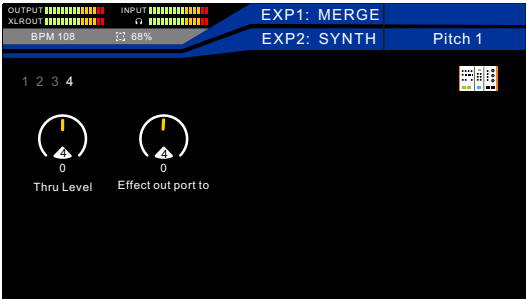 OUTPUT INPUT EXP1: MERGE
XLROUT
BPM 108 68% EXP2: SYNTH Pitch 1
1 2 3 4
4 4
0 0
Thru Level Effect out port to